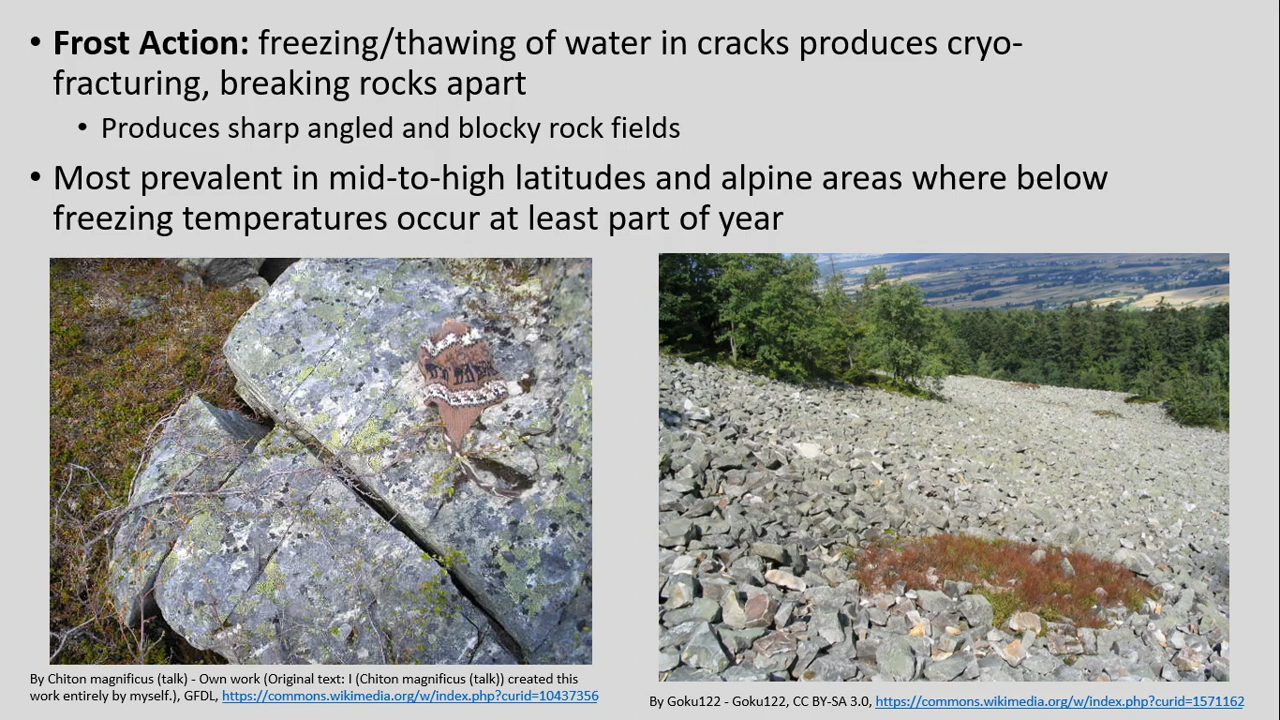 • Frost Action: freezing/thawing of water in cracks produces cryo-
fracturing, breaking rocks apart
• Produces sharp angled and blocky rock fields
• Most prevalent in mid-to-high latitudes and alpine areas where below
freezing temperatures occur at least part of year
By Chiton magnificus (talk) - Own work (Original text: I (Chiton magnificus (talk)) created this
work entirely by myself.), GFDL, https://commons.wikimedia.org/w/index.php?curid=10437356
By Goku122 - Goku122, CC BY-SA 3.0, https://commons.wikimedia.org/w/index.php?curid=1571162